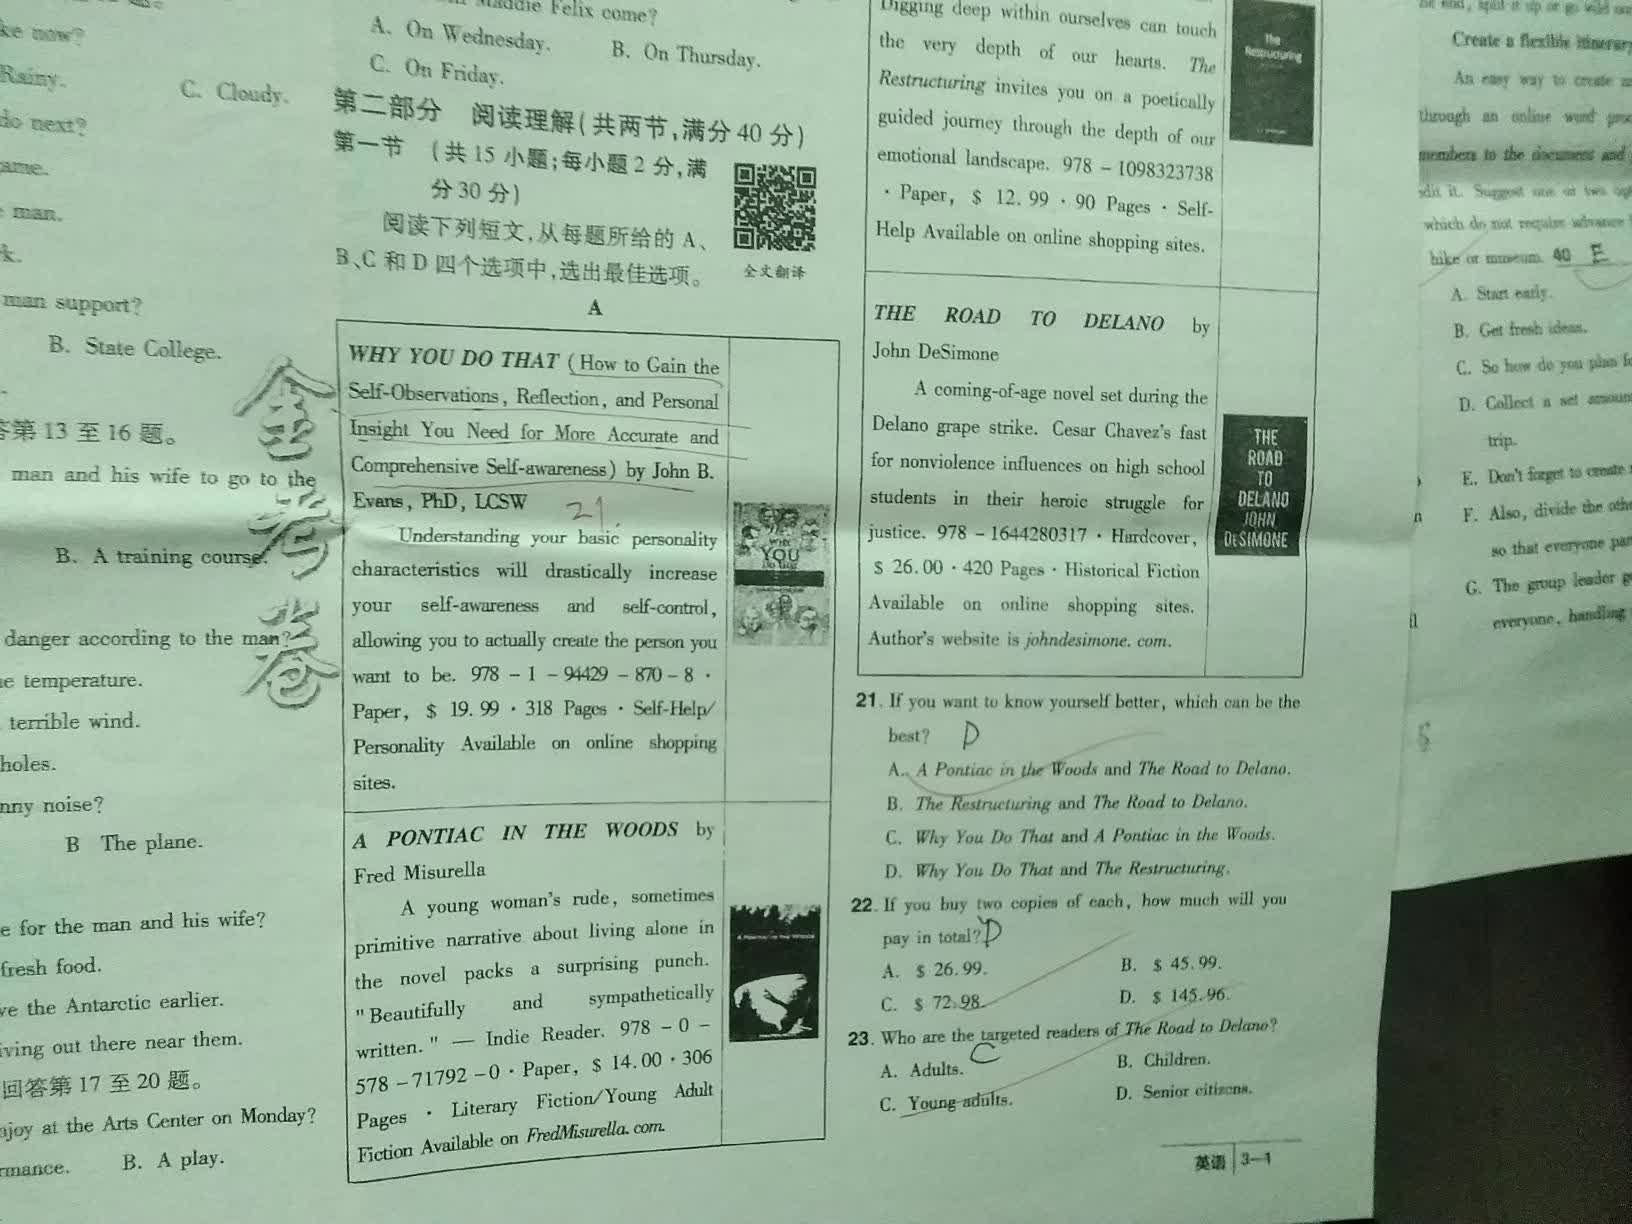 ke now?
Rainy.
C. Cloudy.
do next?
ame.
man.
k.
man support?
B. State College.
答第 13 至 16 题。
man and his wife to go to the
B. A training course.
danger according to the man?
e temperature.
terrible wind.
holes.
nny noise?
B The plane.
e for the man and his wife?
fresh food.
ve the Antarctic earlier.
iving out there near them.
回答第 17 至 20 题。
njoy at the Arts Center on Monday?
rmance.
B. A play.
金考卷
Maddie Felix come?
A. On Wednesday.
B. On Thursday.
C. On Friday.
第二部分 阅读理解(共两节,满分 40 分)
第一节 (共 15 小题;每小题 2 分,满
分 30 分)
阅读下列短文,从每题所给的 A、
B、C 和 D 四个选项中,选出最佳选项。
全文翻译
A
WHY YOU DO THAT (How to Gain the
Self-Observations, Reflection, and Personal
Insight You Need for More Accurate and
Comprehensive Self-awareness) by John B.
Evans, PhD, LCSW
21.
Understanding your basic personality
characteristics will drastically increase
your self-awareness and self-control,
allowing you to actually create the person you
want to be. 978 - 1 - 94429 - 870 - 8 ·
Paper, $ 19. 99 · 318 Pages · Self-Help/
Personality Available on online shopping
sites.
WHY
YOU
Do That
A PONTIAC IN THE WOODS by
Fred Misurella
A young woman's rude, sometimes
primitive narrative about living alone in
the novel packs a surprising punch.
"Beautifully and sympathetically
written." — Indie Reader. 978 - 0 -
578 - 71792 - 0 · Paper, $ 14. 00 · 306
Pages · Literary Fiction/Young Adult
Fiction Available on FredMisurella. com.
A PONTIAC IN THE WOODS
Digging deep within ourselves can touch
the very depth of our hearts. The
Restructuring invites you on a poetically
guided journey through the depth of our
emotional landscape. 978 - 1098323738
· Paper, $ 12. 99 · 90 Pages · Self-
Help Available on online shopping sites.
The
Restructuring
THE ROAD TO DELANO by
John DeSimone
A coming-of-age novel set during the
Delano grape strike. Cesar Chavez's fast
for nonviolence influences on high school
students in their heroic struggle for
justice. 978 - 1644280317 · Hardcover,
$ 26. 00 · 420 Pages · Historical Fiction
Available on online shopping sites.
Author's website is johndesimone. com.
THE
ROAD
TO
DELANO
JOHN
DeSIMONE
21. If you want to know yourself better, which can be the
best? D
A. A Pontiac in the Woods and The Road to Delano.
B. The Restructuring and The Road to Delano.
C. Why You Do That and A Pontiac in the Woods.
D. Why You Do That and The Restructuring.
22. If you buy two copies of each, how much will you
pay in total? D
A. $ 26. 99.
B. $ 45. 99.
C. $ 72. 98.
D. $ 145. 96.
23. Who are the targeted readers of The Road to Delano?
C
A. Adults.
B. Children.
C. Young adults.
D. Senior citizens.
英语 3—1
Create a flexible itinerary
An easy way to create
through an online word
members to the document and
edit it. Suggest one or two
which do not require advance
hike or museum. 40 E
A. Start early.
B. Get fresh ideas.
C. So how do you plan
D. Collect a set amount
trip.
E. Don't forget to create
F. Also, divide the
so that everyone
G. The group leader
everyone, handling